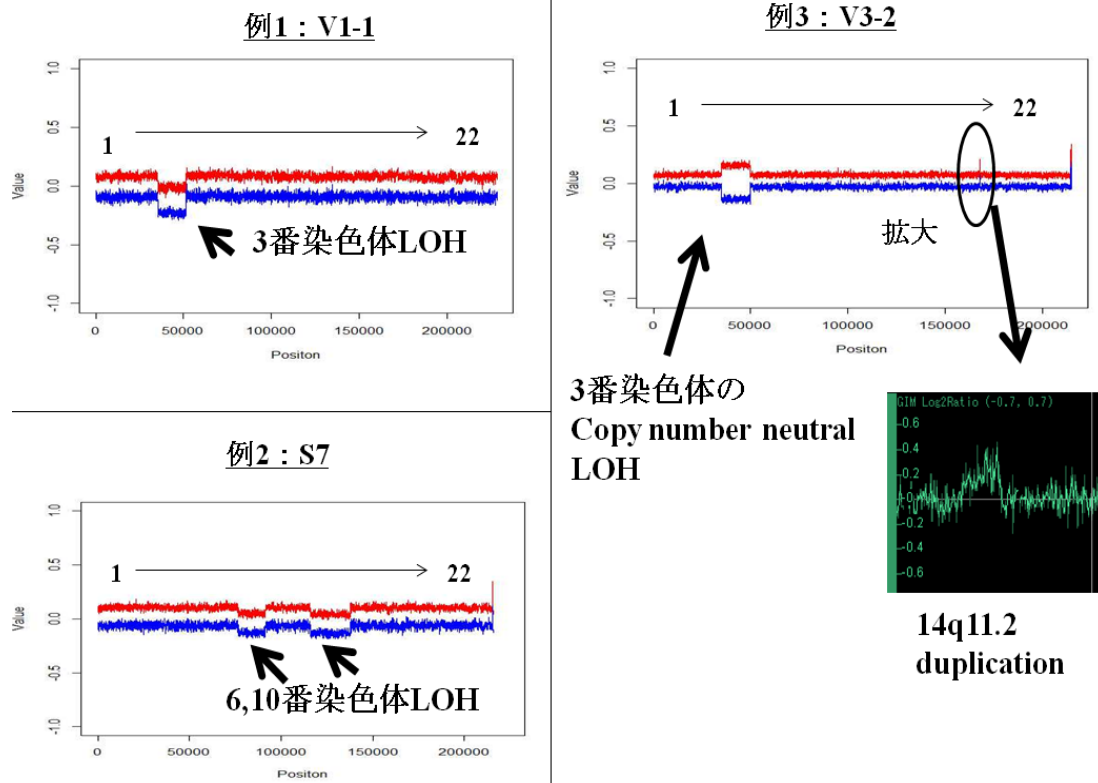 例1：V1-1
1.0
0.5
0.0
-0.5
-1.0
Value
1
22
3番染色体LOH
0
50000
100000
150000
200000
Positon
例2：S7
1.0
0.5
0.0
-0.5
-1.0
Value
1
22
6,10番染色体LOH
0
50000
100000
150000
200000
Positon
例3：V3-2
1.0
0.5
0.0
-0.5
-1.0
Value
1
22
拡大
0
50000
100000
150000
200000
Positon
3番染色体の
Copy number neutral
LOH
GIM Log2Ratio (-0.7, 0.7)
-0.6
-0.4
-0.2
-0.0
-0.2
-0.4
-0.6
14q11.2
duplication